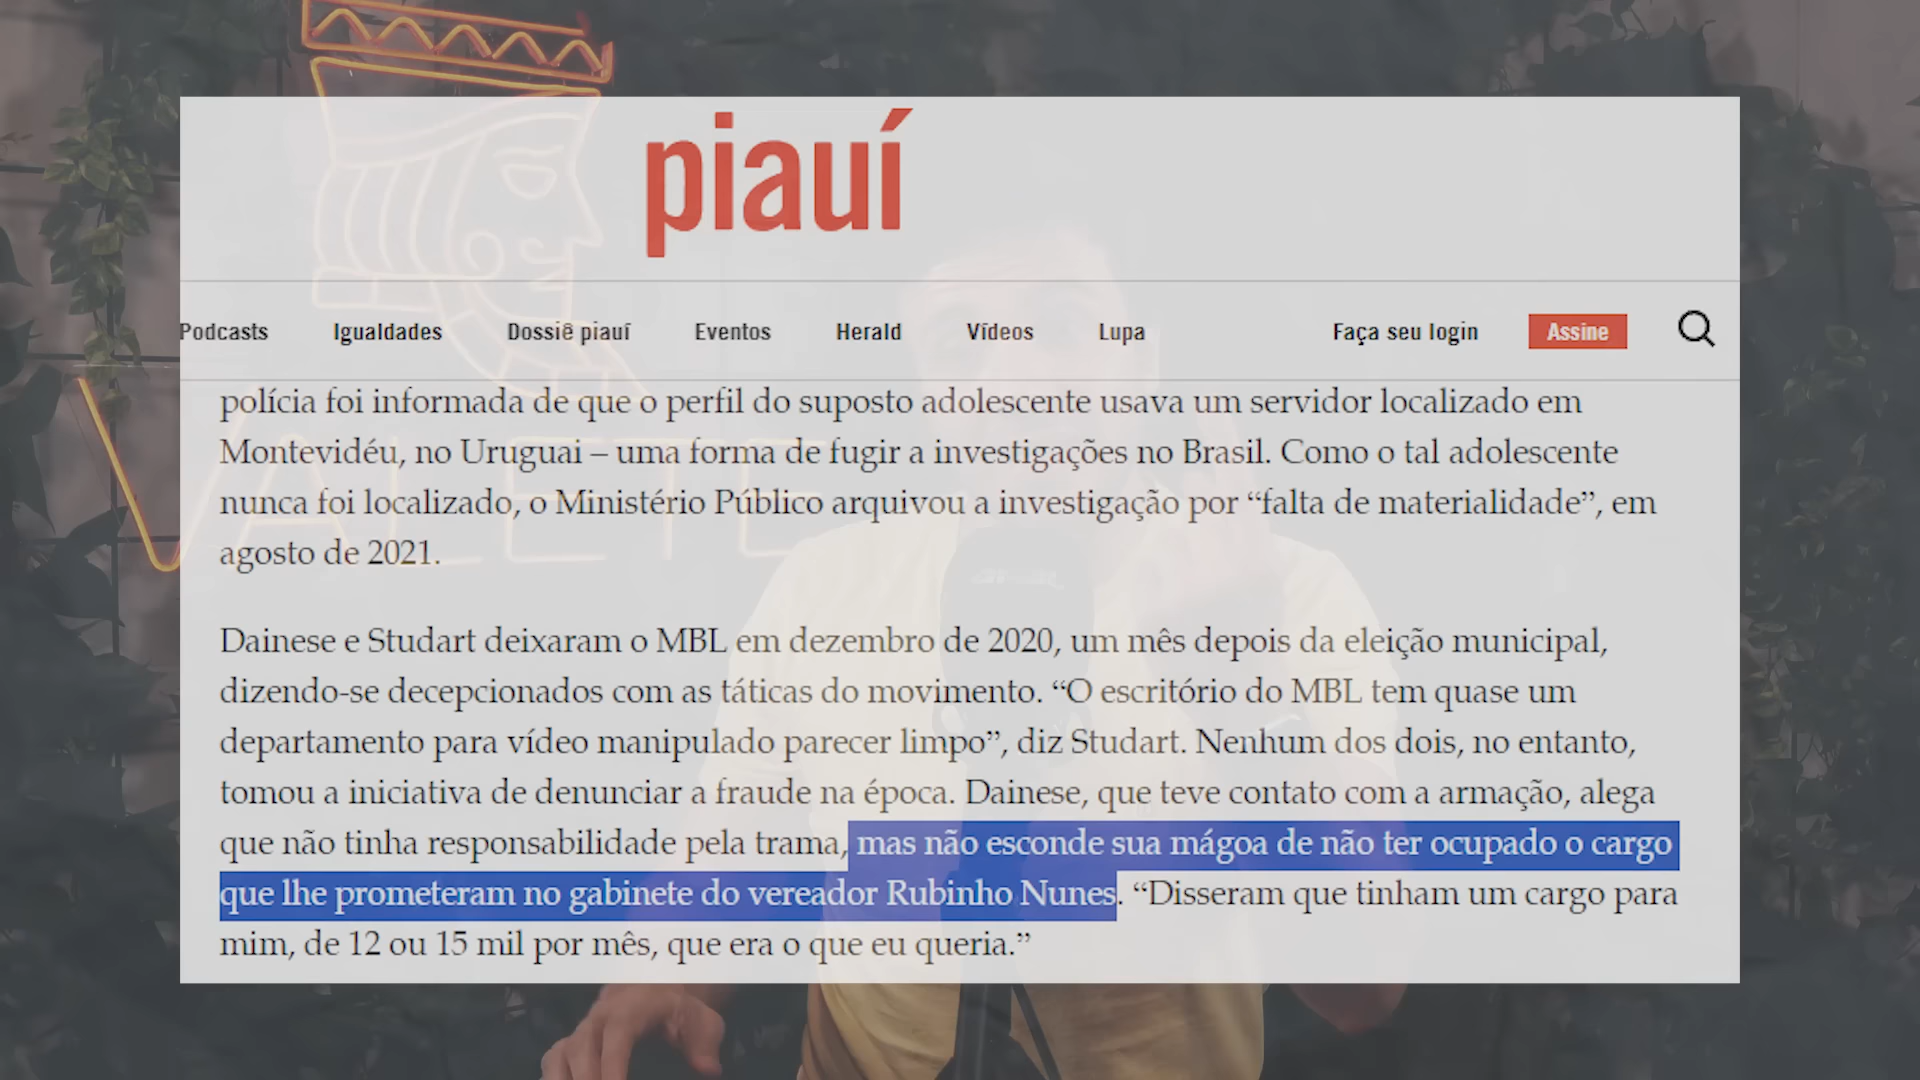 piauí
Podcasts Igualdades Dossiê piauí Eventos Herald Vídeos Lupa Faça seu login Assine
polícia foi informada de que o perfil do suposto adolescente usava um servidor localizado em
Montevidéu, no Uruguai – uma forma de fugir a investigações no Brasil. Como o tal adolescente
nunca foi localizado, o Ministério Público arquivou a investigação por “falta de materialidade”, em
agosto de 2021.
VALETE
Dainese e Studart deixaram o MBL em dezembro de 2020, um mês depois da eleição municipal,
dizendo-se decepcionados com as táticas do movimento. “O escritório do MBL tem quase um
departamento para vídeo manipulado parecer limpo”, diz Studart. Nenhum dos dois, no entanto,
tomou a iniciativa de denunciar a fraude na época. Dainese, que teve contato com a armação, alega
que não tinha responsabilidade pela trama, mas não esconde sua mágoa de não ter ocupado o cargo
que lhe prometeram no gabinete do vereador Rubinho Nunes. “Disseram que tinham um cargo para
mim, de 12 ou 15 mil por mês, que era o que eu queria.”